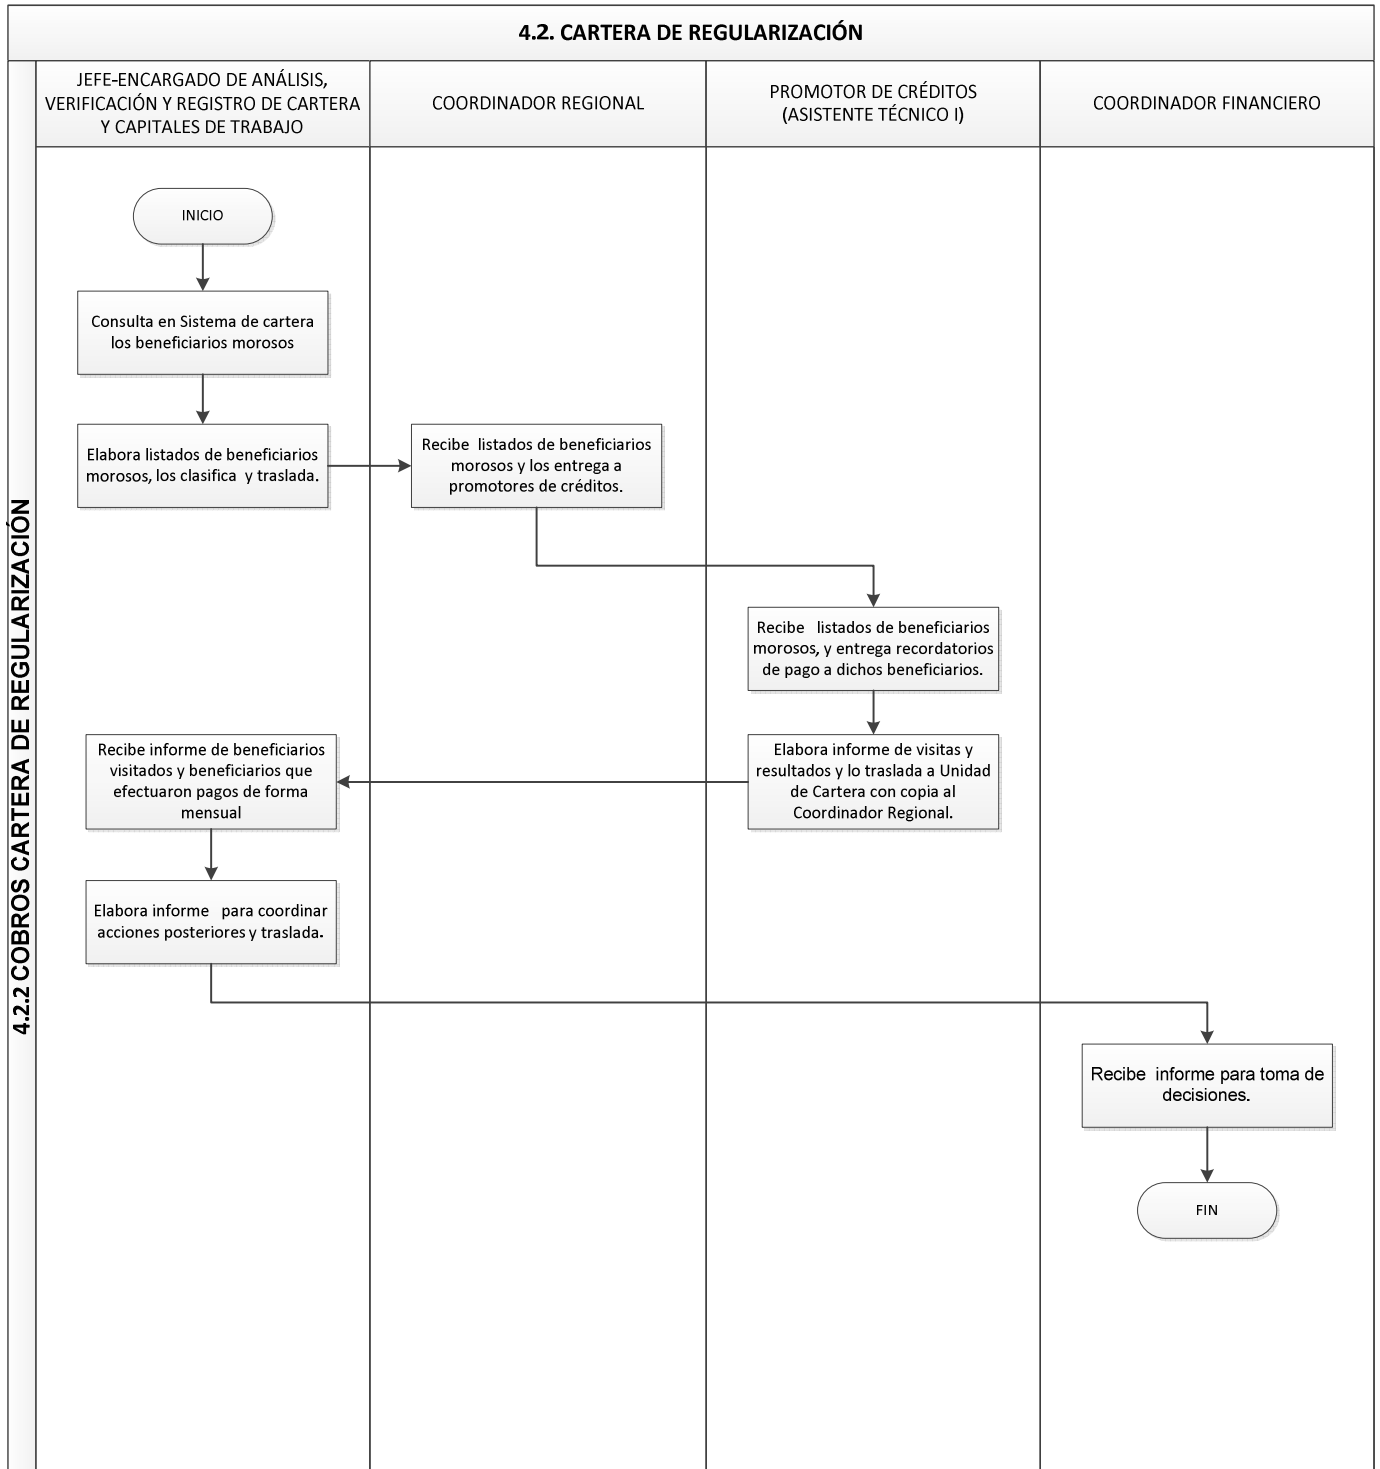 4.2. CARTERA DE REGULARIZACIÓN
JEFE-ENCARGADO DE ANÁLISIS,
VERIFICACIÓN Y REGISTRO DE CARTERA
Y CAPITALES DE TRABAJO
COORDINADOR REGIONAL
PROMOTOR DE CRÉDITOS
(ASISTENTE TÉCNICO I)
COORDINADOR FINANCIERO
4.2.2 COBROS CARTERA DE REGULARIZACIÓN
INICIO
Consulta en Sistema de cartera
los beneficiarios morosos
Elabora listados de beneficiarios
morosos, los clasifica y traslada.
Recibe listados de beneficiarios
morosos y los entrega a
promotores de créditos.
Recibe listados de beneficiarios
morosos, y entrega recordatorios
de pago a dichos beneficiarios.
Elabora informe de visitas y
resultados y lo traslada a Unidad
de Cartera con copia al
Coordinador Regional.
Recibe informe de beneficiarios
visitados y beneficiarios que
efectuaron pagos de forma
mensual
Elabora informe para coordinar
acciones posteriores y traslada.
Recibe informe para toma de
decisiones.
FIN